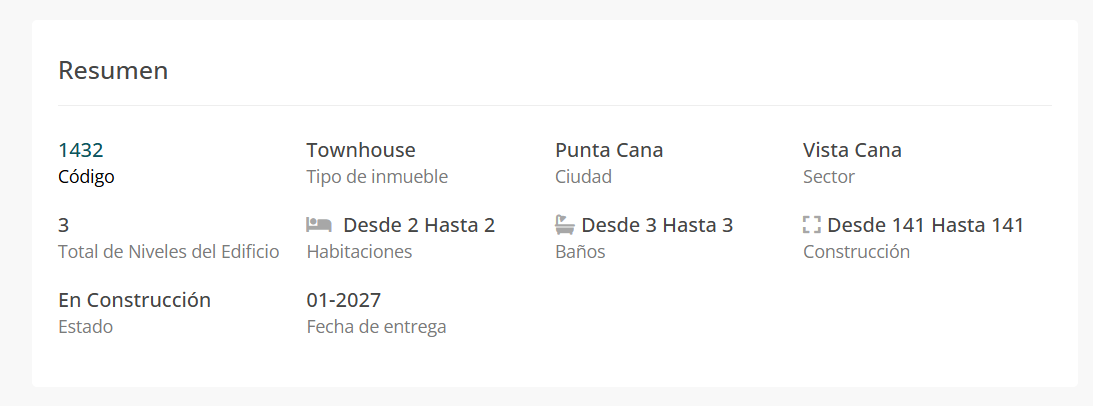 Resumen
1432
Código
Townhouse
Tipo de inmueble
Punta Cana
Ciudad
Vista Cana
Sector
3
Total de Niveles del Edificio
Desde 2 Hasta 2
Habitaciones
Desde 3 Hasta 3
Baños
Desde 141 Hasta 141
Construcción
En Construcción
Estado
01-2027
Fecha de entrega